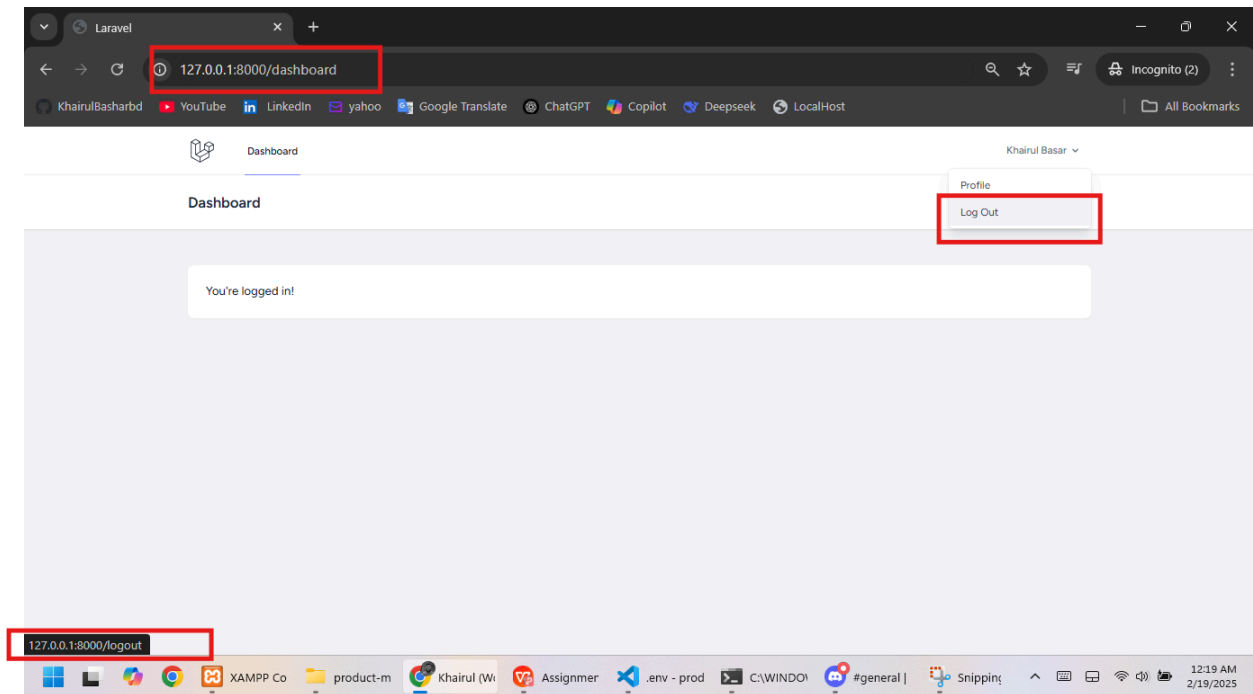 Laravel
127.0.0.1:8000/dashboard
Incognito (2)
KhairulBasharbd YouTube LinkedIn yahoo Google Translate ChatGPT Copilot Deepseek LocalHost All Bookmarks
Dashboard Khairul Basar
Profile
Dashboard
Log Out
You're logged in!
127.0.0.1:8000/logout
XAMPP Co product-m Khairul (Wo Assignmer .env - prod C:\WINDOW #general | Snipping 12:19 AM
2/19/2025